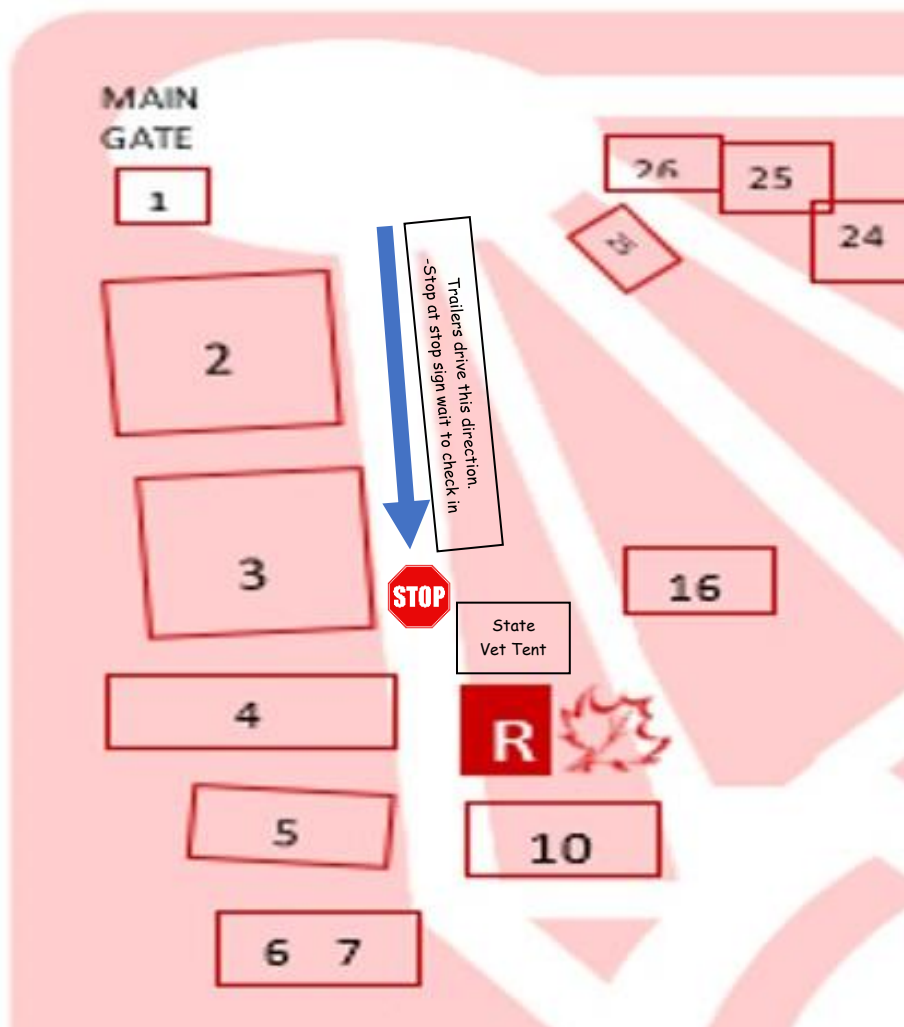 MAIN
GATE
1
26
25
24
25
2
Trailers drive this direction.
-Stop at stop sign wait to check in
3
16
STOP
State
Vet Tent
4
R
5
10
6 7